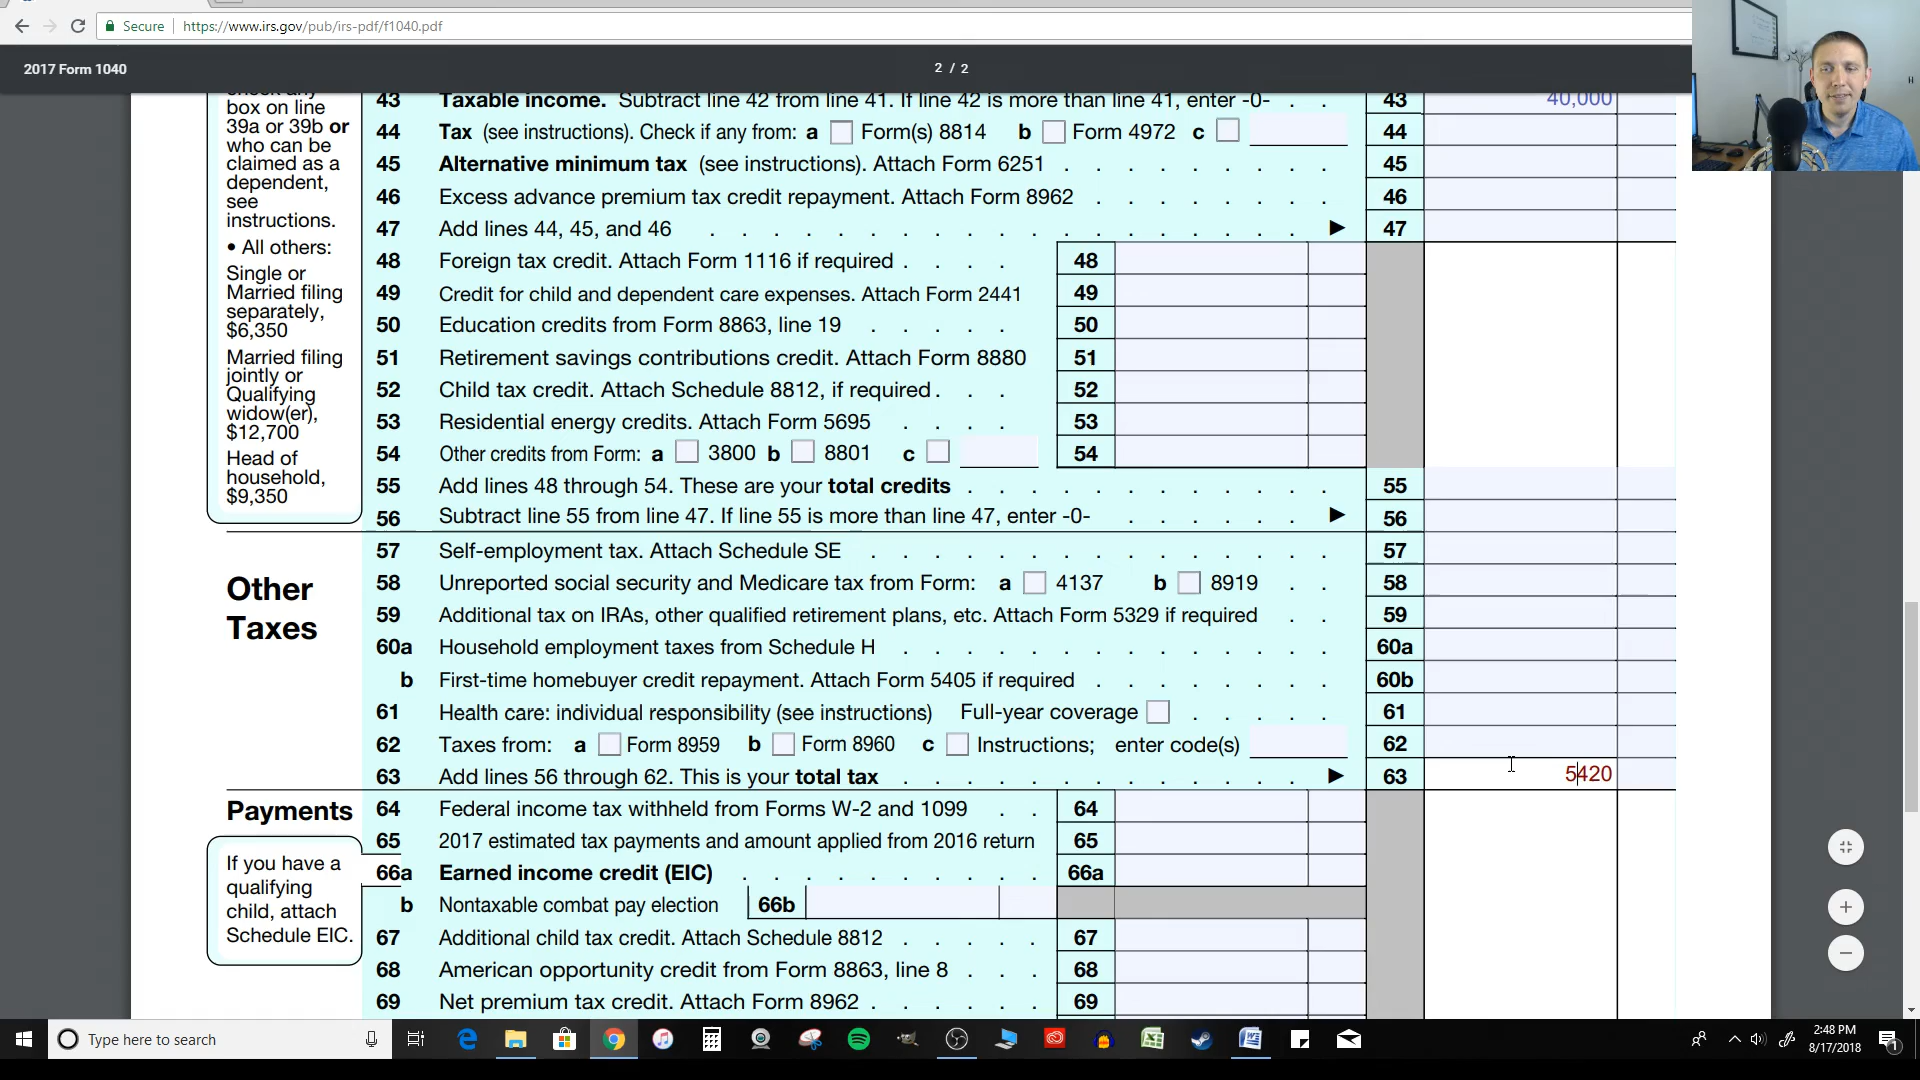 Secure https://www.irs.gov/pub/irs-pdf/f1040.pdf
2017 Form 1040
2 / 2
check any
box on line
39a or 39b or
who can be
claimed as a
dependent,
see
instructions.
• All others:
Single or
Married filing
separately,
$6,350
Married filing
jointly or
Qualifying
widow(er),
$12,700
Head of
household,
$9,350
43 Taxable income. Subtract line 42 from line 41. If line 42 is more than line 41, enter -0- . . 43 40,000
44 Tax (see instructions). Check if any from: a Form(s) 8814 b Form 4972 c 44
45 Alternative minimum tax (see instructions). Attach Form 6251 . . . . . . . . . 45
46 Excess advance premium tax credit repayment. Attach Form 8962 . . . . . . . . 46
47 Add lines 44, 45, and 46 . . . . . . . . . . . . . . . . . . . ▶ 47
48 Foreign tax credit. Attach Form 1116 if required . . . . 48
49 Credit for child and dependent care expenses. Attach Form 2441 49
50 Education credits from Form 8863, line 19 . . . . . 50
51 Retirement savings contributions credit. Attach Form 8880 51
52 Child tax credit. Attach Schedule 8812, if required . . . 52
53 Residential energy credits. Attach Form 5695 . . . . 53
54 Other credits from Form: a 3800 b 8801 c 54
55 Add lines 48 through 54. These are your total credits . . . . . . . . . . . . 55
56 Subtract line 55 from line 47. If line 55 is more than line 47, enter -0- . . . . . . ▶ 56
Other
Taxes
57 Self-employment tax. Attach Schedule SE . . . . . . . . . . . . . . . 57
58 Unreported social security and Medicare tax from Form: a 4137 b 8919 . . 58
59 Additional tax on IRAs, other qualified retirement plans, etc. Attach Form 5329 if required . . 59
60a Household employment taxes from Schedule H . . . . . . . . . . . . . . 60a
b First-time homebuyer credit repayment. Attach Form 5405 if required . . . . . . . . 60b
61 Health care: individual responsibility (see instructions) Full-year coverage . . . . . 61
62 Taxes from: a Form 8959 b Form 8960 c Instructions; enter code(s) 62
63 Add lines 56 through 62. This is your total tax . . . . . . . . . . . . . ▶ 63 5420
Payments
If you have a
qualifying
child, attach
Schedule EIC.
64 Federal income tax withheld from Forms W-2 and 1099 . . 64
65 2017 estimated tax payments and amount applied from 2016 return 65
66a Earned income credit (EIC) . . . . . . . . . . 66a
b Nontaxable combat pay election 66b
67 Additional child tax credit. Attach Schedule 8812 . . . . . 67
68 American opportunity credit from Form 8863, line 8 . . . 68
69 Net premium tax credit. Attach Form 8962 . . . . . . 69
Type here to search
2:48 PM
8/17/2018
1